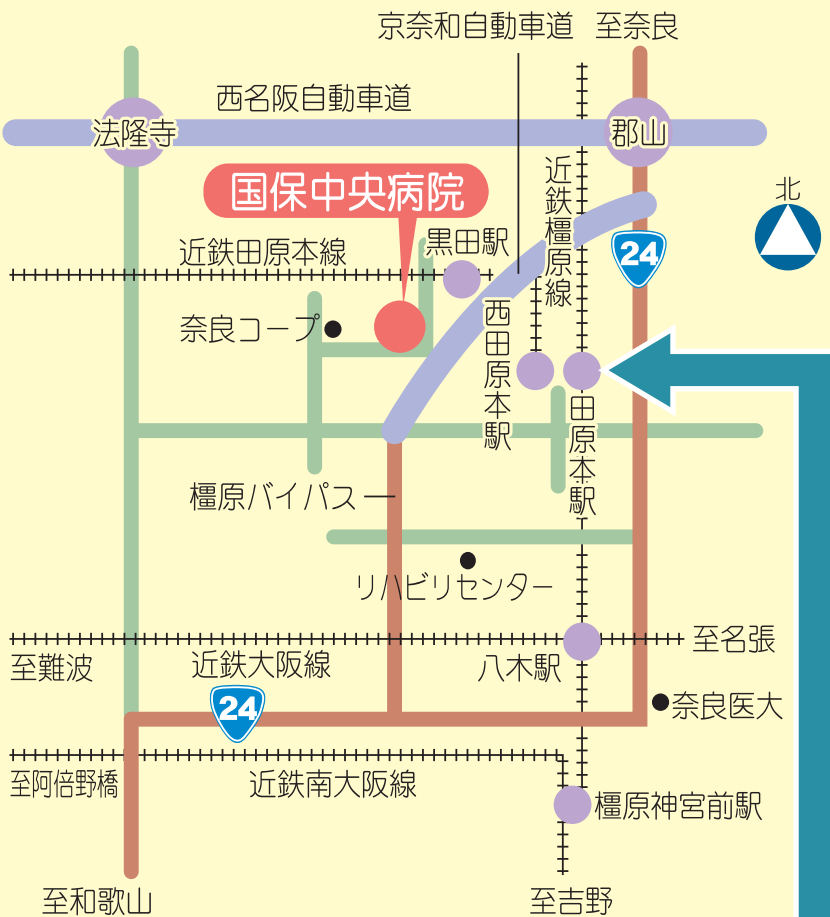 京奈和自動車道
至奈良
西名阪自動車道
法隆寺
郡山
近鉄橿原線
国保中央病院
北
近鉄田原本線
黒田駅
24
奈良コープ
西田原本駅
田原本駅
橿原バイパス
リハビリセンター
至難波
近鉄大阪線
八木駅
至名張
24
奈良医大
至阿倍野橋
近鉄南大阪線
橿原神宮前駅
至和歌山
至吉野